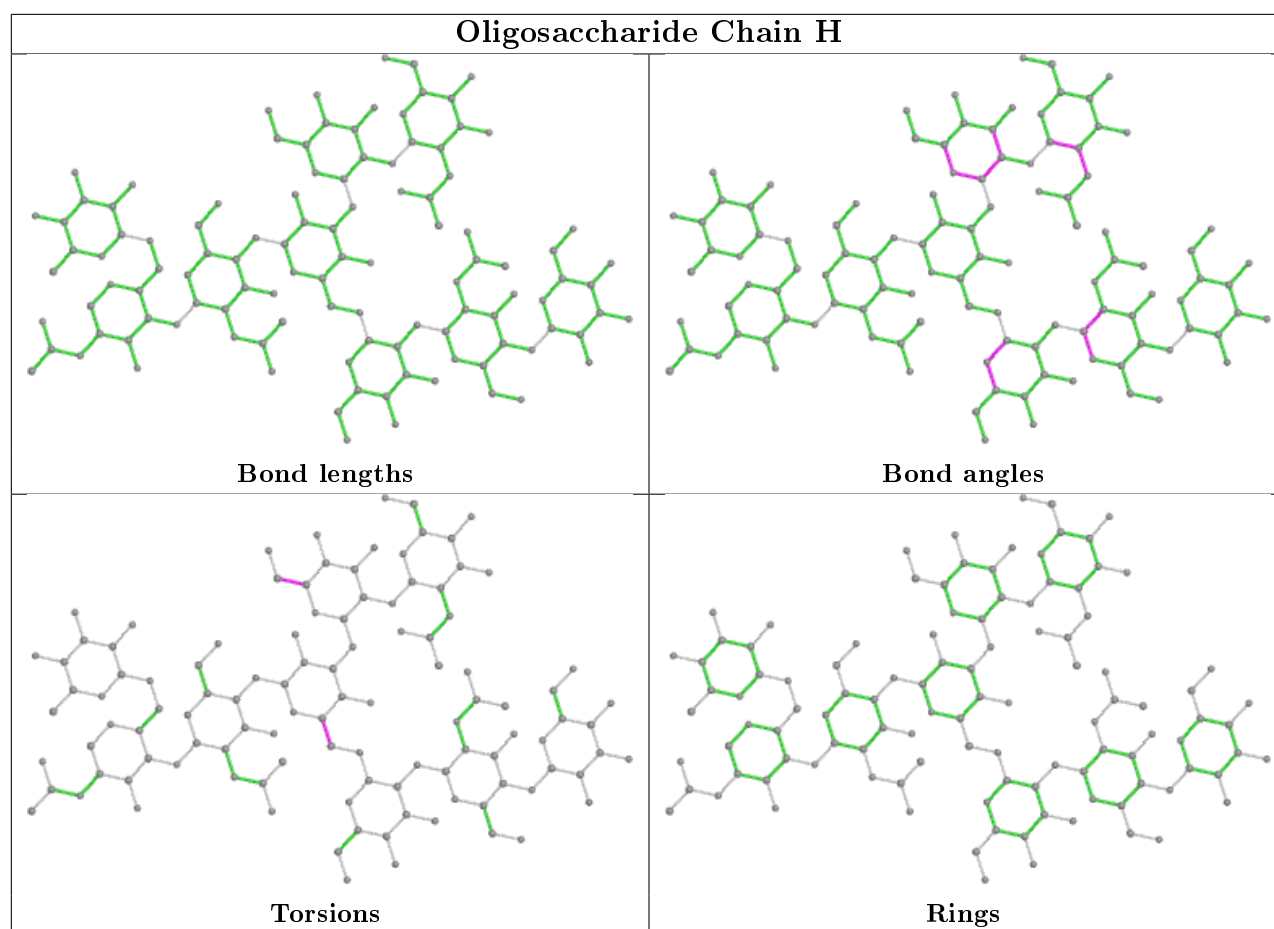 Oligosaccharide Chain H
Bond lengths
Bond angles
Torsions
Rings